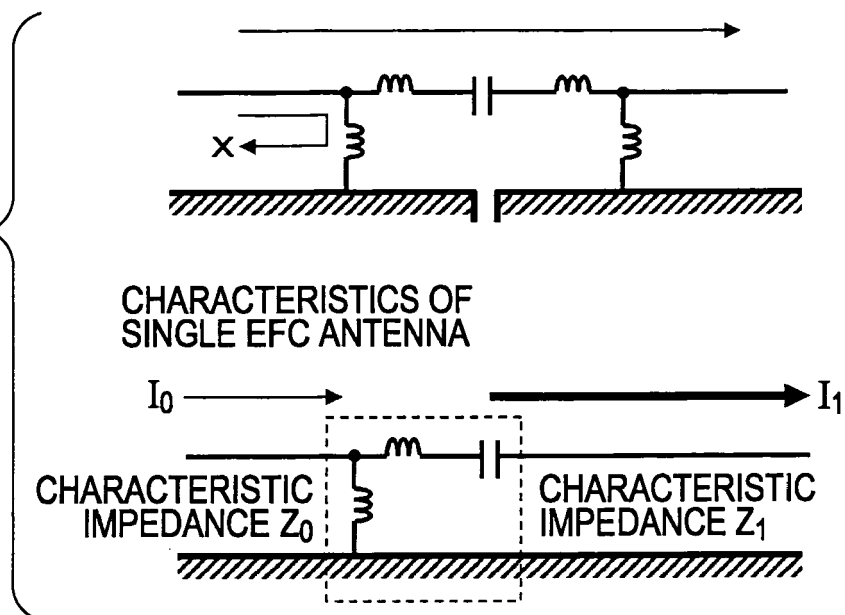 X
CHARACTERISTICS OF
SINGLE EFC ANTENNA
I0
I1
CHARACTERISTIC
IMPEDANCE Z0
CHARACTERISTIC
IMPEDANCE Z1